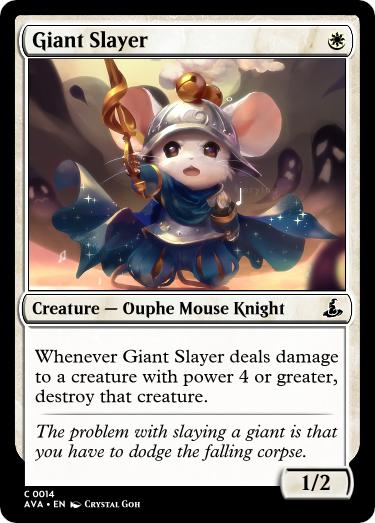 Giant Slayer
Creature — Ouphe Mouse Knight
Whenever Giant Slayer deals damage
to a creature with power 4 or greater,
destroy that creature.
The problem with slaying a giant is that
you have to dodge the falling corpse.
1/2
C 0014
AVA • EN Crystal Goh